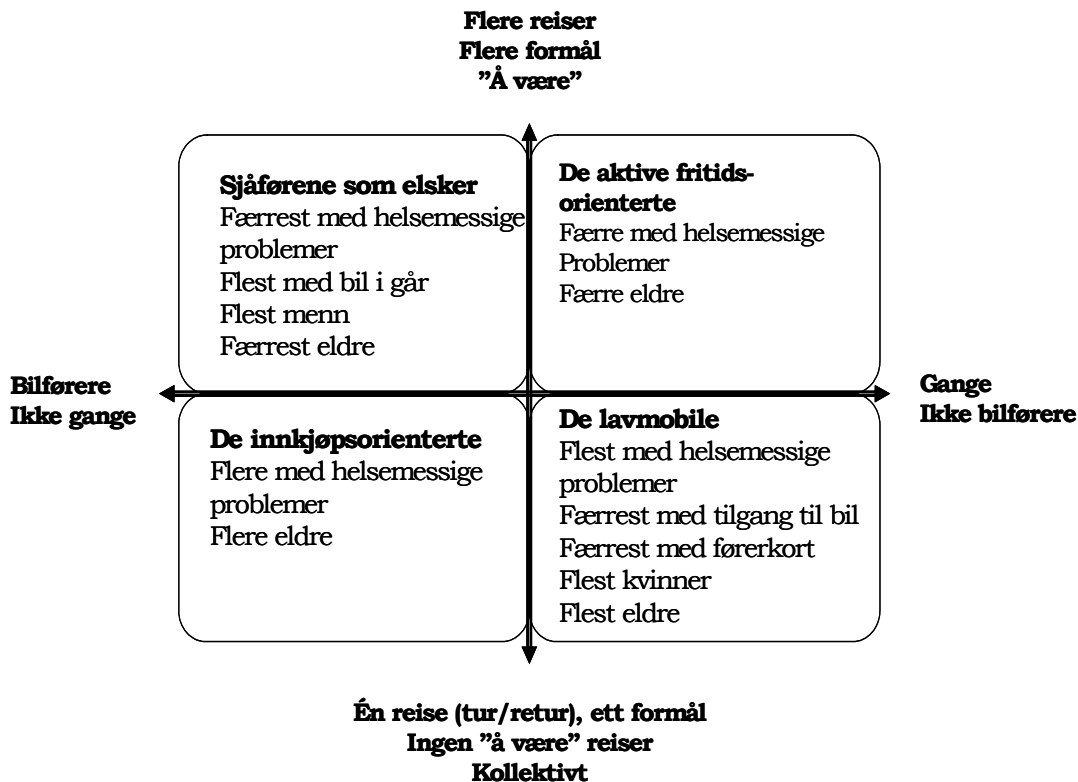 Flere reiser
Flere formål
”Å være”
Sjåførene som elsker
Færrest med helsemessige
problemer
Flest med bil i går
Flest menn
Færrest eldre
De aktive fritids-
orienterte
Færre med helsemessige
Problemer
Færre eldre
Bilførere
Ikke gange
Gange
Ikke bilførere
De innkjøpsorienterte
Flere med helsemessige
problemer
Flere eldre
De lavmobile
Flest med helsemessige
problemer
Færrest med tilgang til bil
Færrest med førerkort
Flest kvinner
Flest eldre
Én reise (tur/retur), ett formål
Ingen ”å være” reiser
Kollektivt